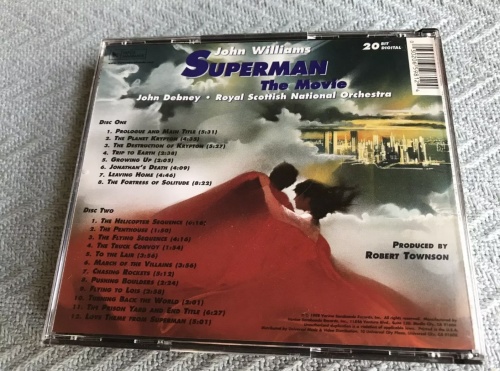 John Williams
20 BIT DIGITAL
SUPERMAN
The Movie
John Debney • Royal Scottish National Orchestra
Disc One
1. Prologue and Main Title (5:31)
2. The Planet Krypton
3. The Destruction of Krypton
4. Trip to Earth
5. Growing Up (2:05)
6. Jonathan's Death (4:09)
7. Leaving Home (4:46)
8. The Fortress of Solitude (8:22)
Disc Two
1. The Helicopter Sequence
2. The Penthouse
3. The Flying Sequence
4. The Truck Convoy
5. To the Lair
6. March of the Villains
7. Chasing Rockets
8. Pushing Boulders
9. Flying to Lois
10. Turning Back the World (2:01)
11. The Prison Yard and End Title (6:37)
12. Love Theme from Superman (5:01)
Produced by
Robert Townson